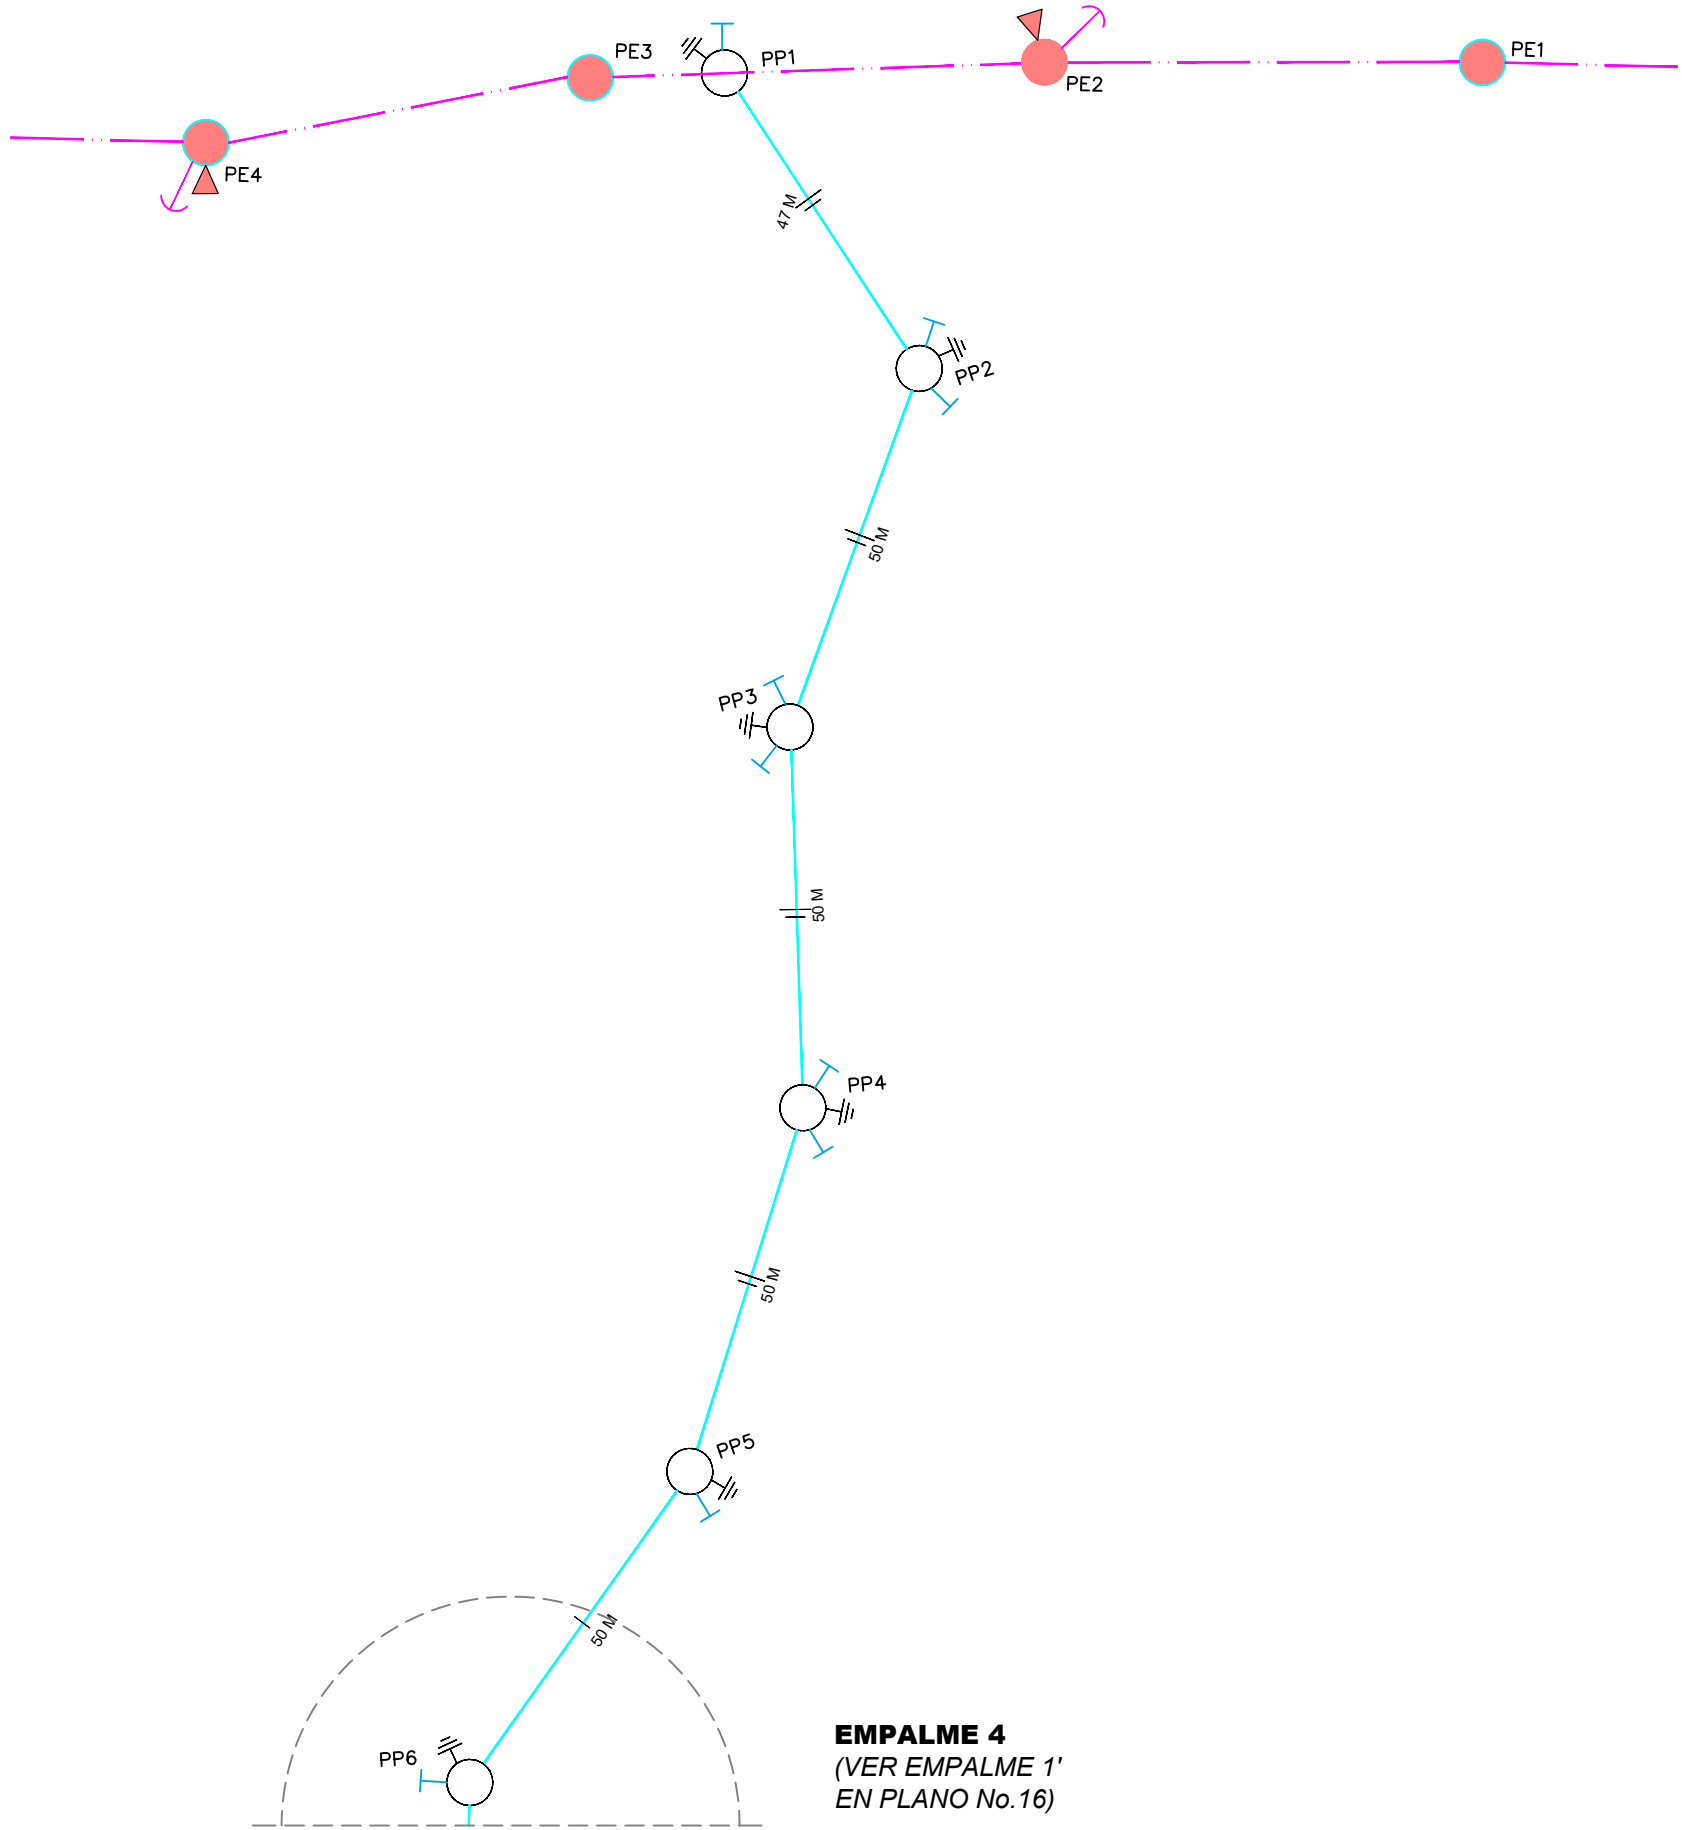 PE3
PP1
PE2
PE1
PE4
47 M
PP2
50 M
PP3
50 M
PP4
50 M
PP5
50 M
PP6
EMPALME 4
(VER EMPALME 1'
EN PLANO No.16)